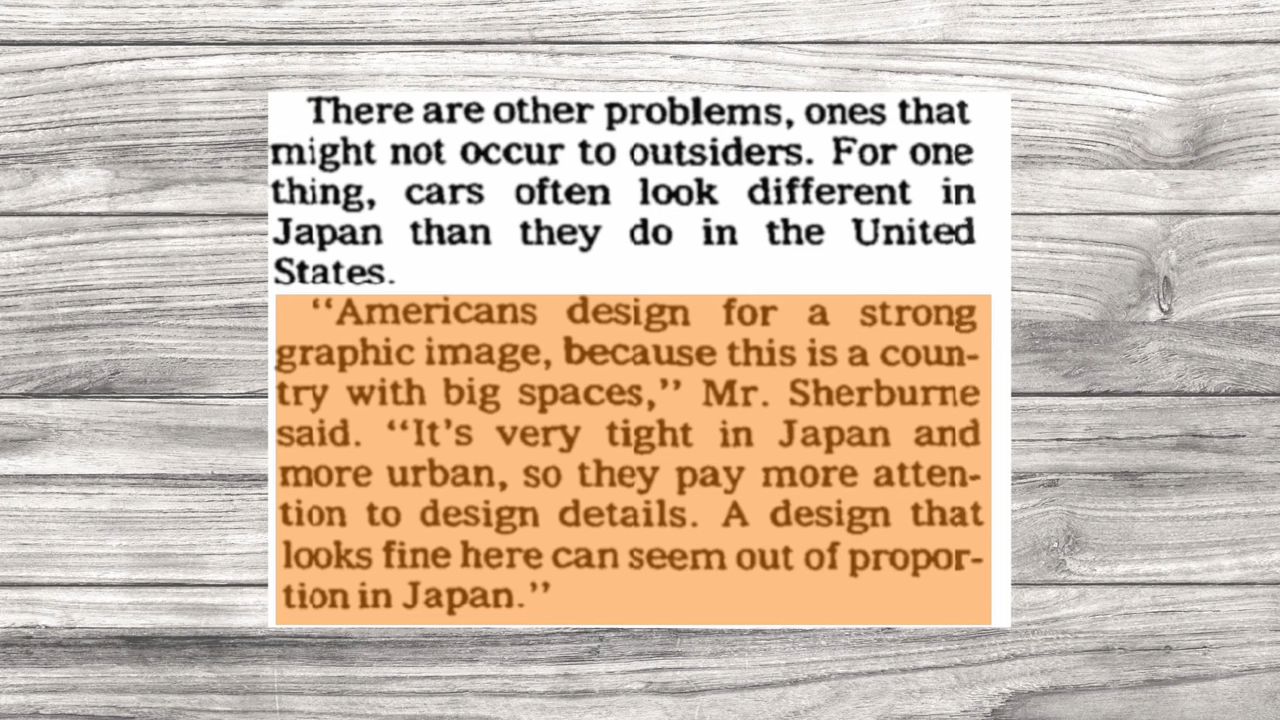 There are other problems, ones that
might not occur to outsiders. For one
thing, cars often look different in
Japan than they do in the United
States.
“Americans design for a strong
graphic image, because this is a coun-
try with big spaces,” Mr. Sherburne
said. “It’s very tight in Japan and
more urban, so they pay more atten-
tion to design details. A design that
looks fine here can seem out of propor-
tion in Japan.”